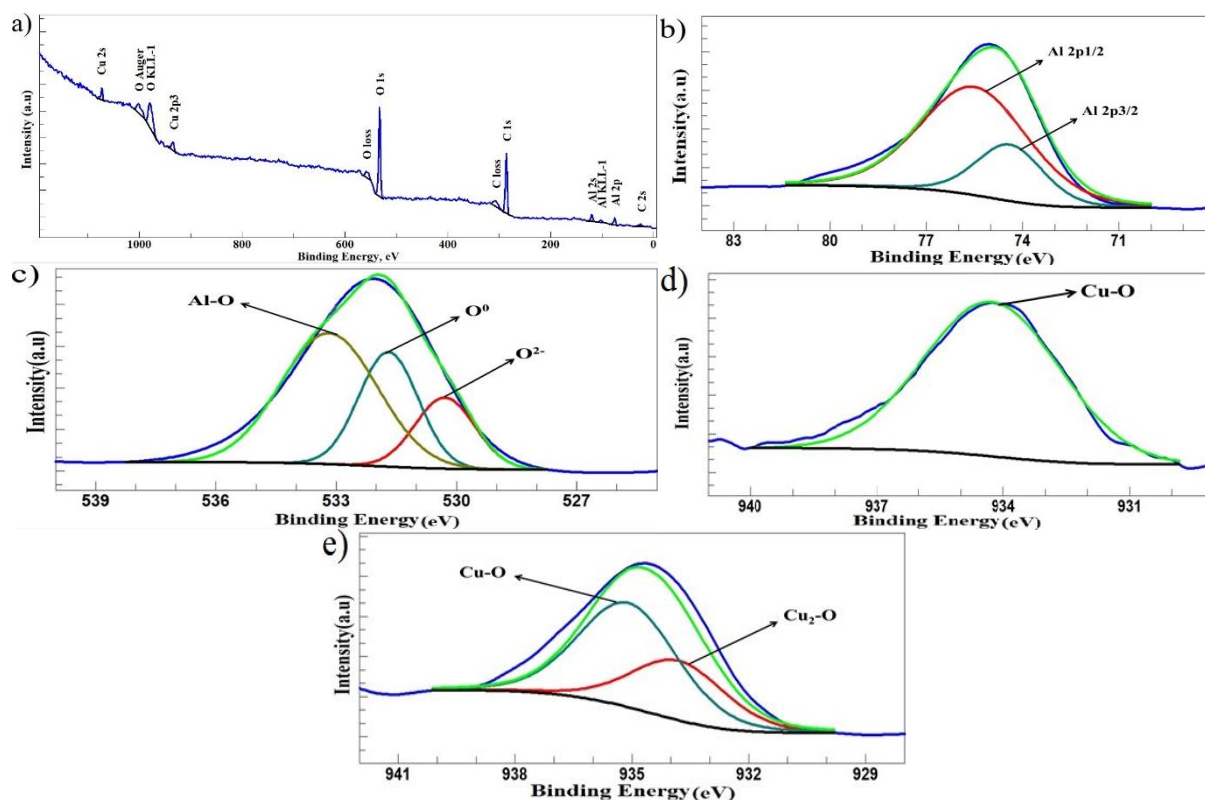 a)
Intensity (a.u)
Cu 2s
O Auger
O KLL-1
Cu 2p3
O loss
O 1s
C loss
C 1s
Al 2s
Al KLL-1
Al 2p
C 2s
1000 800 600 400 200 0
Binding Energy, eV
b)
Intensity(a.u)
Al 2p1/2
Al 2p3/2
83 80 77 74 71
Binding Energy (eV)
c)
Intensity(a.u)
Al-O
O⁰
O²⁻
539 536 533 530 527
Binding Energy(eV)
d)
Intensity(a.u)
Cu-O
940 937 934 931
Binding Energy(eV)
e)
Intensity(a.u)
Cu-O
Cu₂-O
941 938 935 932 929
Binding Energy(eV)